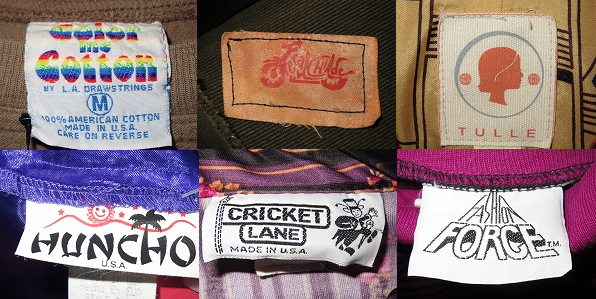 Color
me
Cotton
BY L.A. DRAWSTRINGS
M
100% AMERICAN COTTON
MADE IN U.S.A.
CARE ON REVERSE
TULLE
HUNCHO
U.S.A.
CRICKET
LANE
MADE IN U.S.A.
FASHION
FORCE T.M.